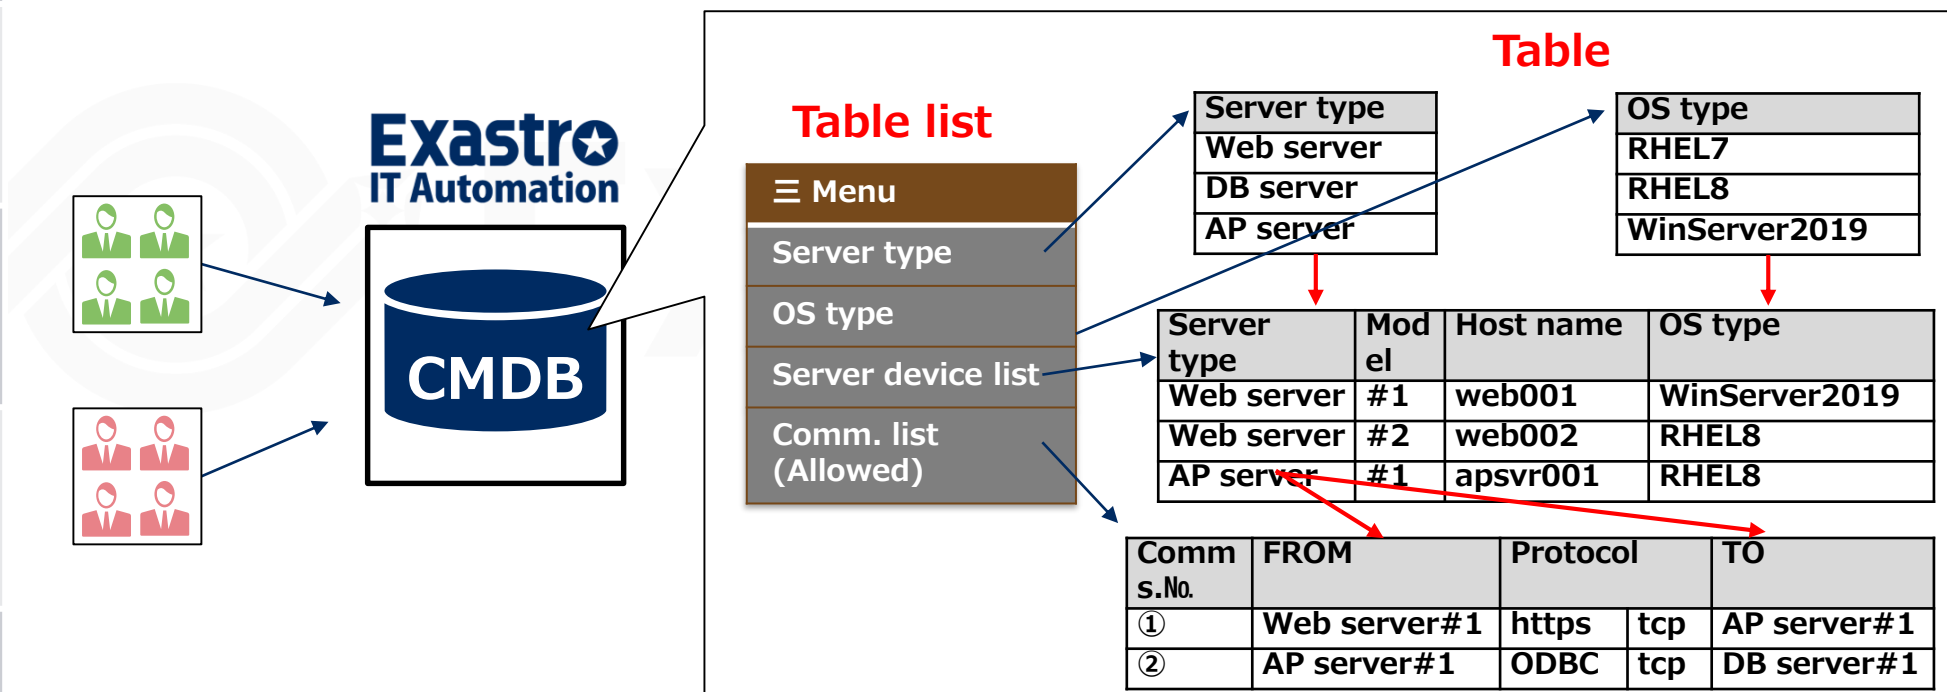 Exastro
IT Automation
CMDB
Table list
☰ Menu
Server type
OS type
Server device list
Comm. list
(Allowed)
Table
Server type
Web server
DB server
AP server
OS type
RHEL7
RHEL8
WinServer2019
Server type Model Host name OS type
Web server #1 web001 WinServer2019
Web server #2 web002 RHEL8
AP server #1 apsvr001 RHEL8
Comms.No. FROM Protocol TO
① Web server#1 https tcp AP server#1
② AP server#1 ODBC tcp DB server#1